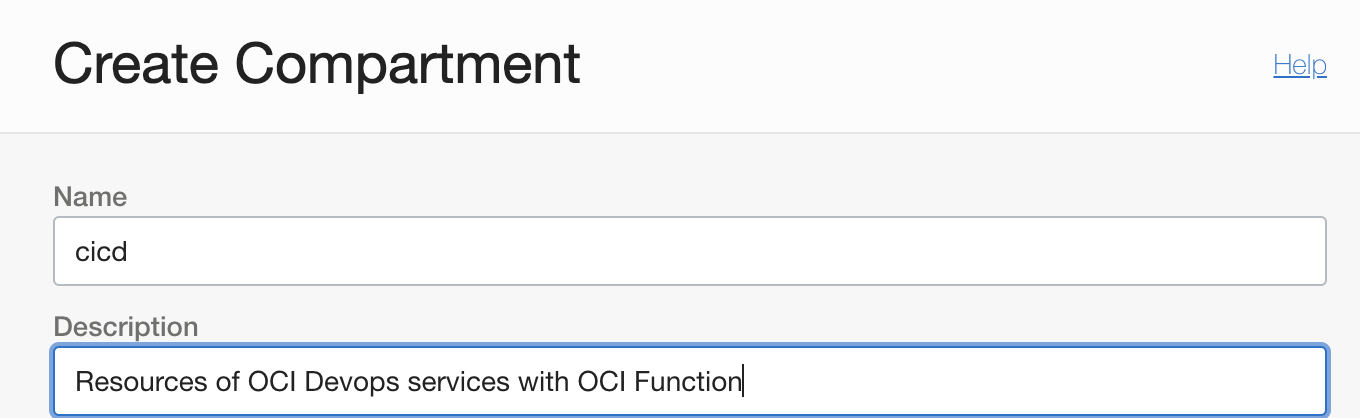 Create Compartment
Help
Name
cicd
Description
Resources of OCI Devops services with OCI Function